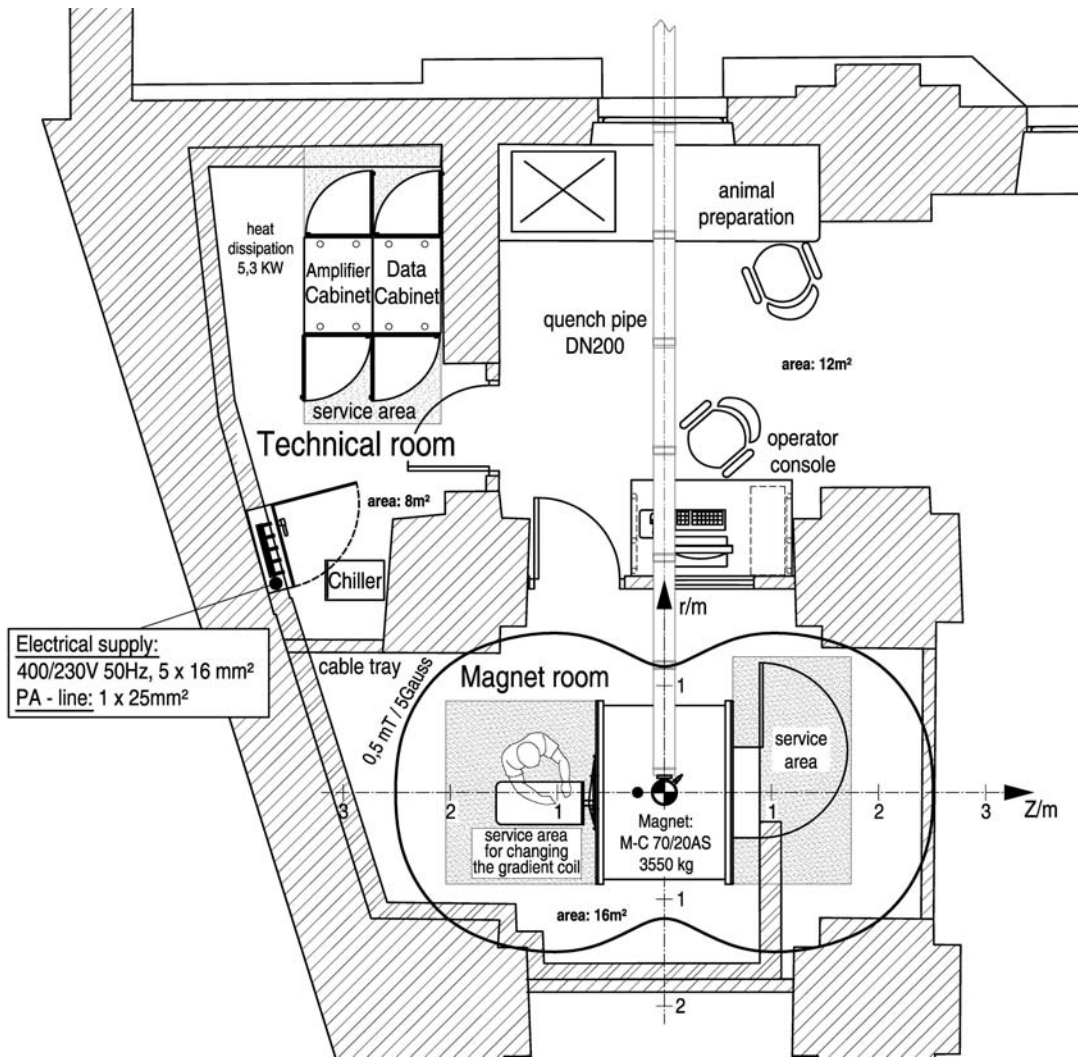 animal
preparation
heat
dissipation
5,3 KW
Amplifier
Cabinet
Data
Cabinet
quench pipe
DN200
area: 12m²
service area
Technical room
operator
console
area: 8m²
Chiller
r/m
Electrical supply:
400/230V 50Hz, 5 x 16 mm²
PA - line: 1 x 25mm²
cable tray
0,5 mT / 5Gauss
Magnet room
1
service
area
3
2
1
1
2
3
Z/m
Magnet:
M-C 70/20AS
3550 kg
service area
for changing
the gradient coil
1
area: 16m²
2